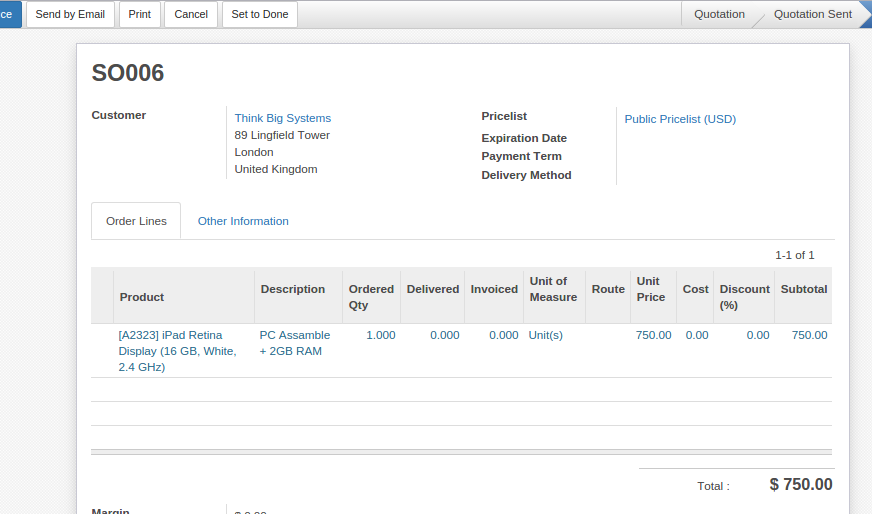 ce Send by Email Print Cancel Set to Done Quotation Quotation Sent
SO006
Customer
Think Big Systems
89 Lingfield Tower
London
United Kingdom
Pricelist
Public Pricelist (USD)
Expiration Date
Payment Term
Delivery Method
Order Lines Other Information
1-1 of 1
Product Description Ordered Qty Delivered Invoiced Unit of Measure Route Unit Price Cost Discount (%) Subtotal
[A2323] iPad Retina PC Assamble 1.000 0.000 0.000 Unit(s) 750.00 0.00 0.00 750.00
Display (16 GB, White, + 2GB RAM
2.4 GHz)
Total : $ 750.00
Margin